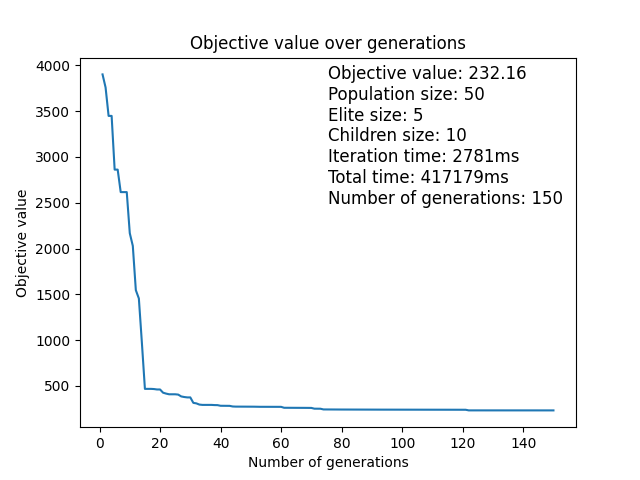 Objective value over generations
Objective value: 232.16
Population size: 50
Elite size: 5
Children size: 10
Iteration time: 2781ms
Total time: 417179ms
Number of generations: 150
Objective value
4000
3500
3000
2500
2000
1500
1000
500
0 20 40 60 80 100 120 140
Number of generations